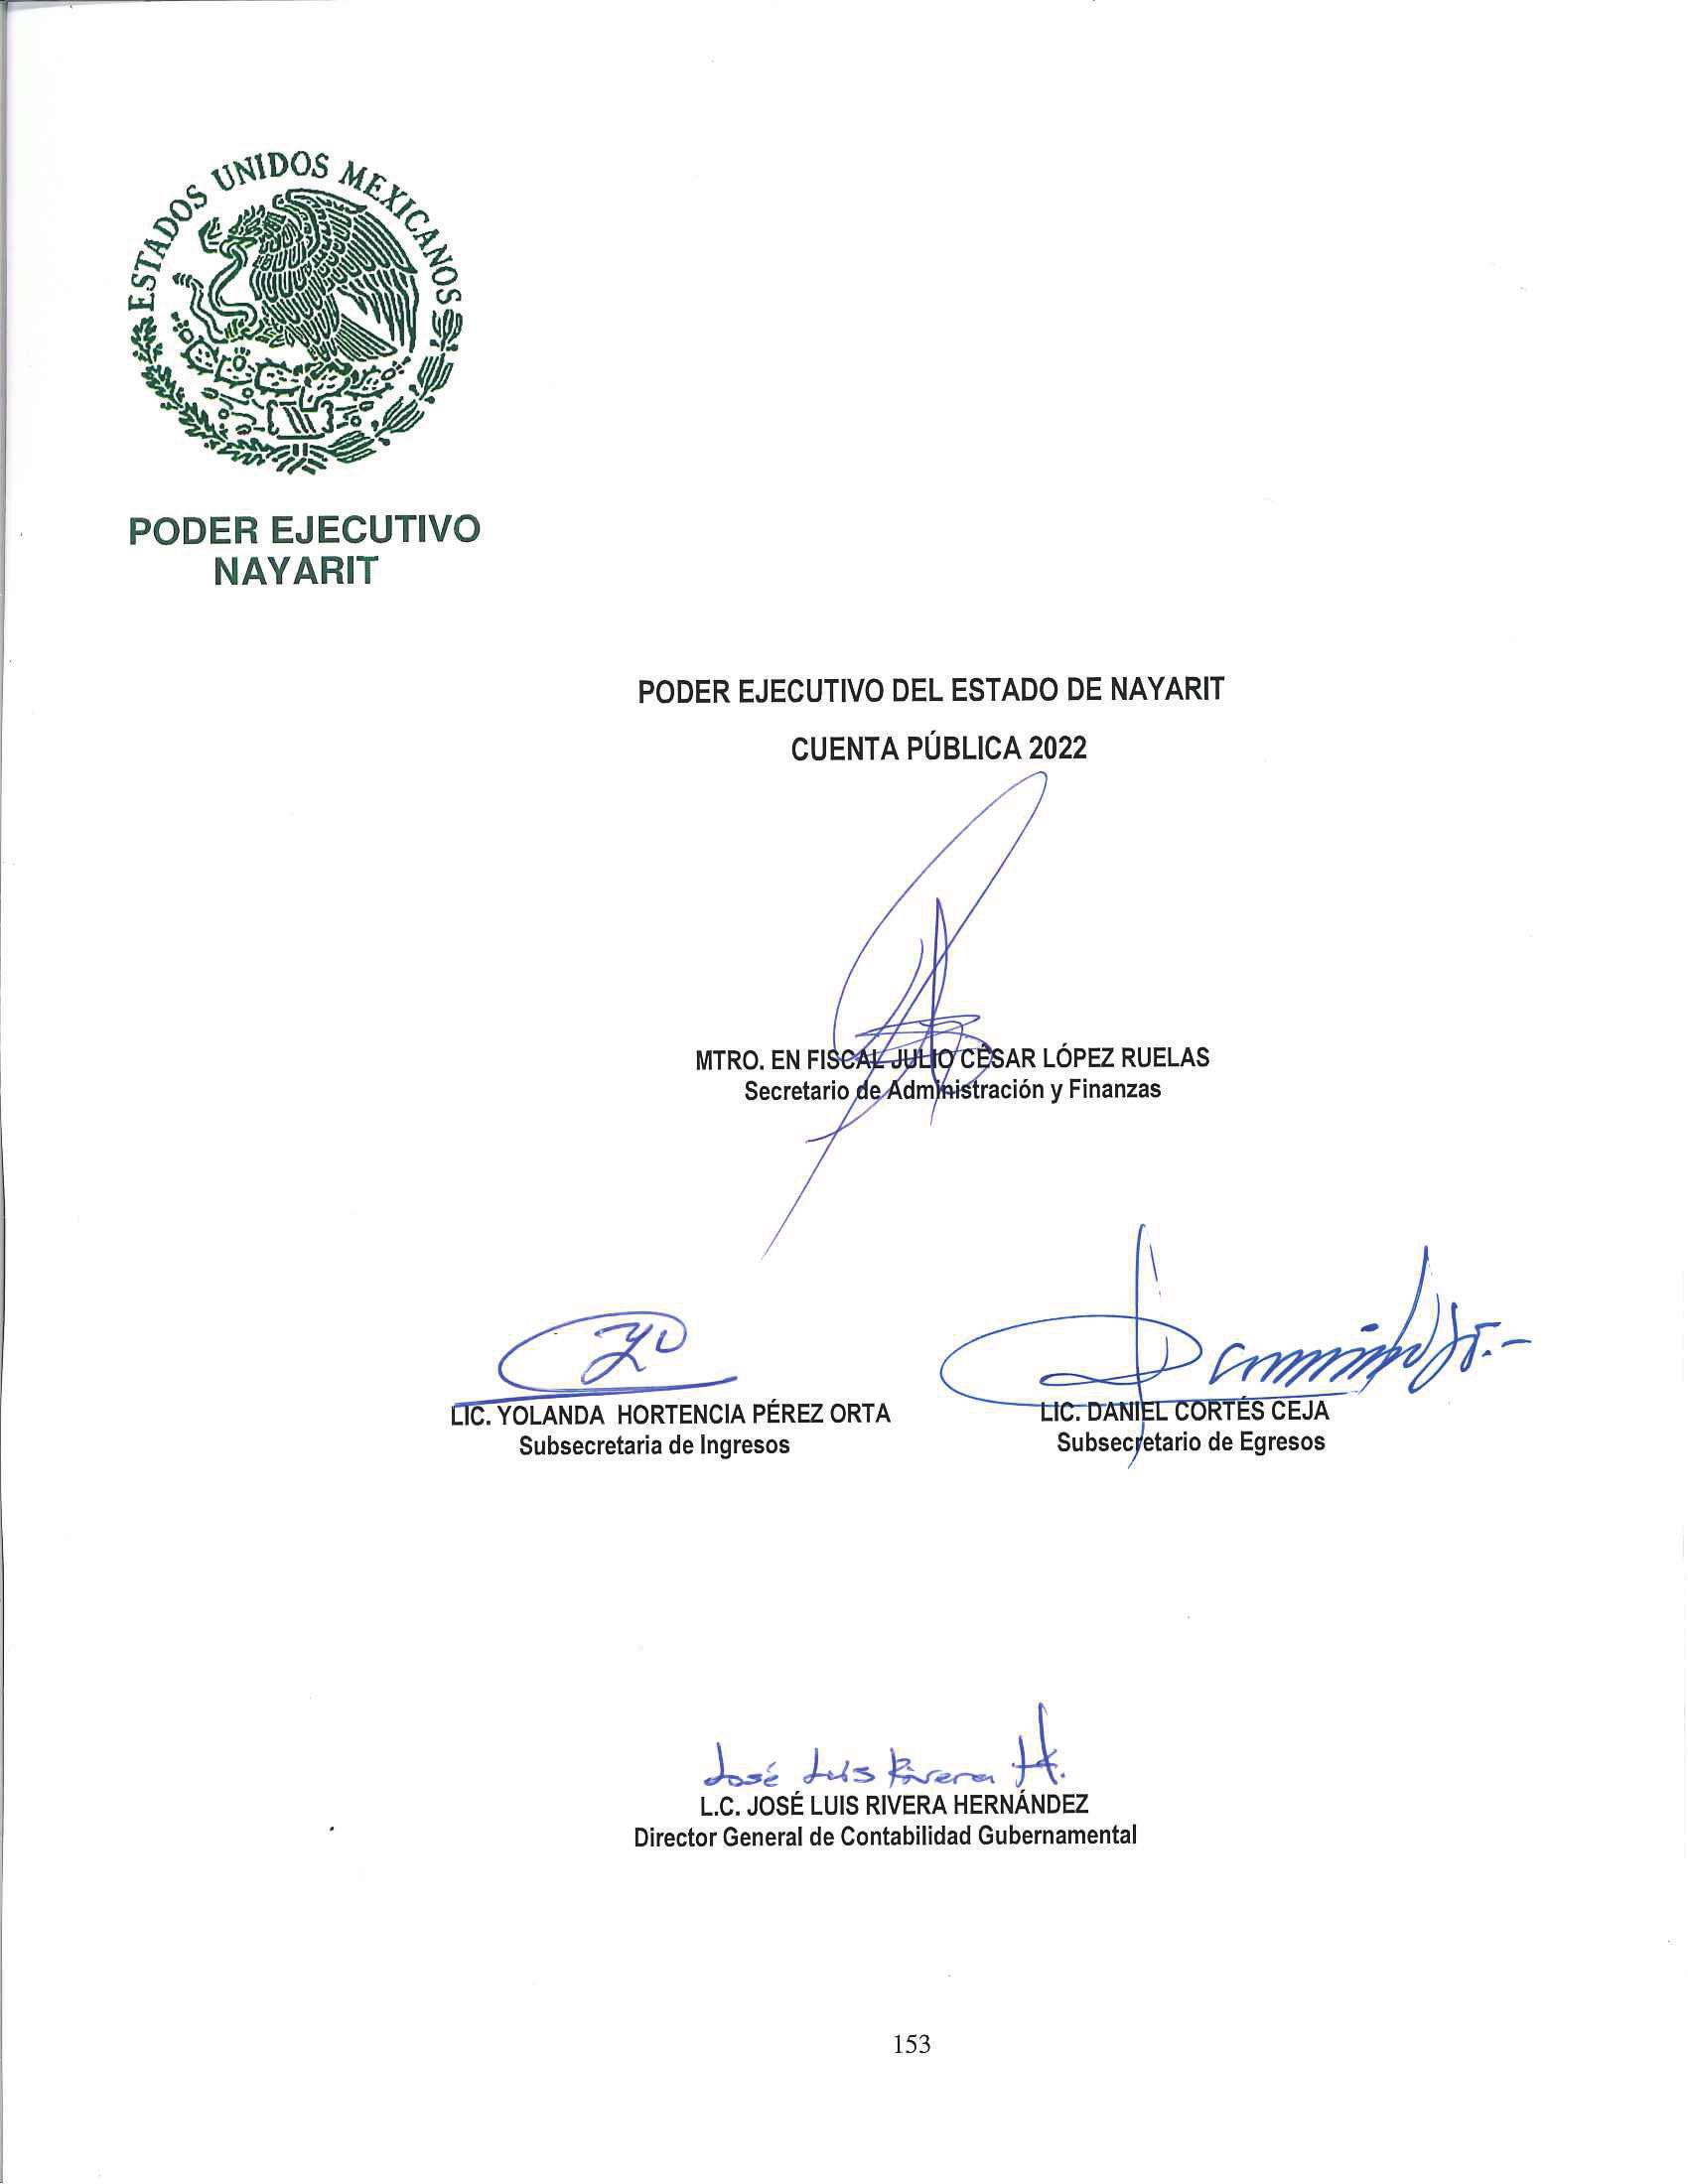 ESTADOS UNIDOS MEXICANOS
PODER EJECUTIVO
NAYARIT
PODER EJECUTIVO DEL ESTADO DE NAYARIT
CUENTA PÚBLICA 2022
MTRO. EN FISCAL JULIO CÉSAR LÓPEZ RUELAS
Secretario de Administración y Finanzas
LIC. YOLANDA HORTENCIA PÉREZ ORTA
Subsecretaria de Ingresos
LIC. DANIEL CORTÉS CEJA
Subsecretario de Egresos
José Luis Rivera H.
L.C. JOSÉ LUIS RIVERA HERNÁNDEZ
Director General de Contabilidad Gubernamental
153